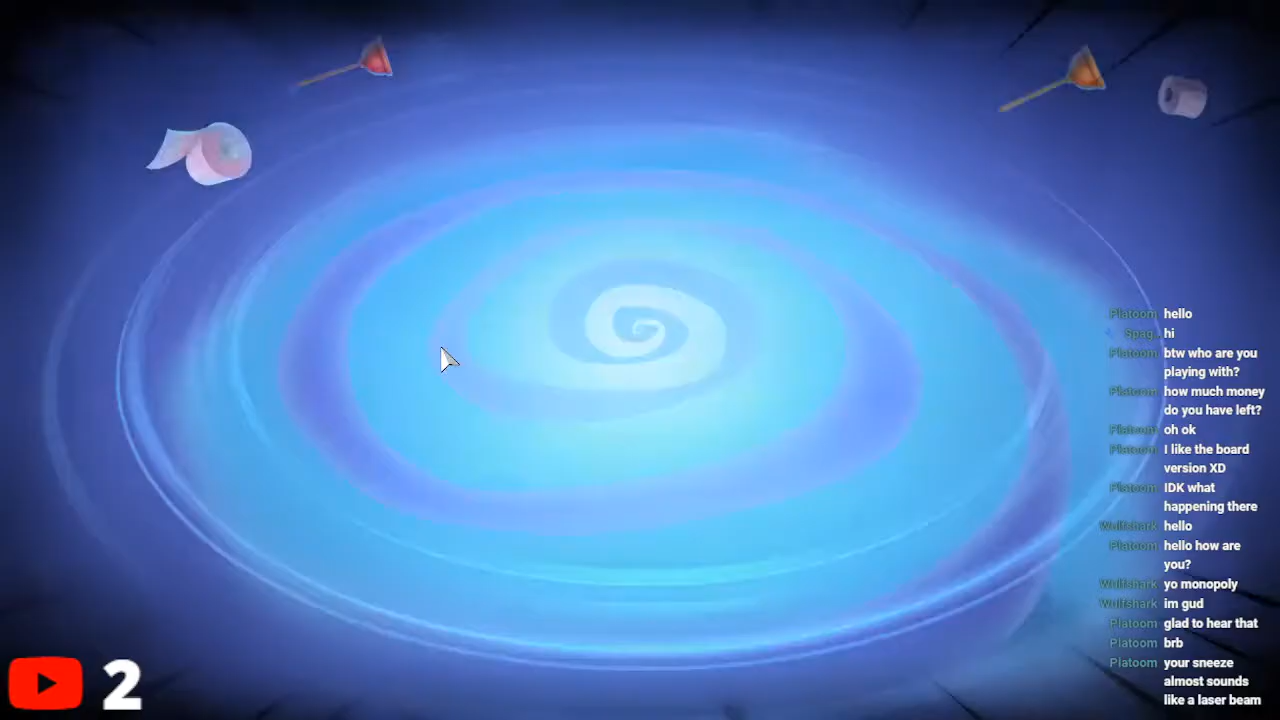 Platoom hello
Spag.. hi
Platoom btw who are you
playing with?
Platoom how much money
do you have left?
Platoom oh ok
Platoom I like the board
version XD
Platoom IDK what
happening there
Wulfshark hello
Platoom hello how are
you?
Wulfshark yo monopoly
Wulfshark im gud
Platoom glad to hear that
Platoom brb
Platoom your sneeze
almost sounds
like a laser beam
2